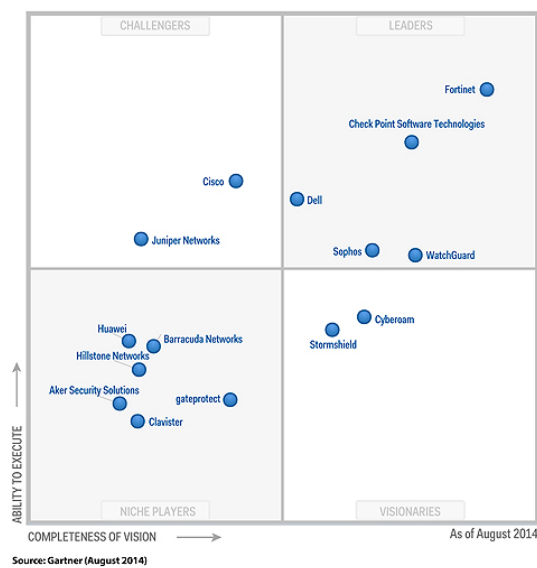 CHALLENGERS
LEADERS
Fortinet
Check Point Software Technologies
Cisco
Dell
Juniper Networks
Sophos
WatchGuard
Cyberoam
Stormshield
Huawei
Barracuda Networks
Hillstone Networks
Aker Security Solutions
gateprotect
Clavister
ABILITY TO EXECUTE
NICHE PLAYERS
VISIONARIES
COMPLETENESS OF VISION
As of August 2014
Source: Gartner (August 2014)